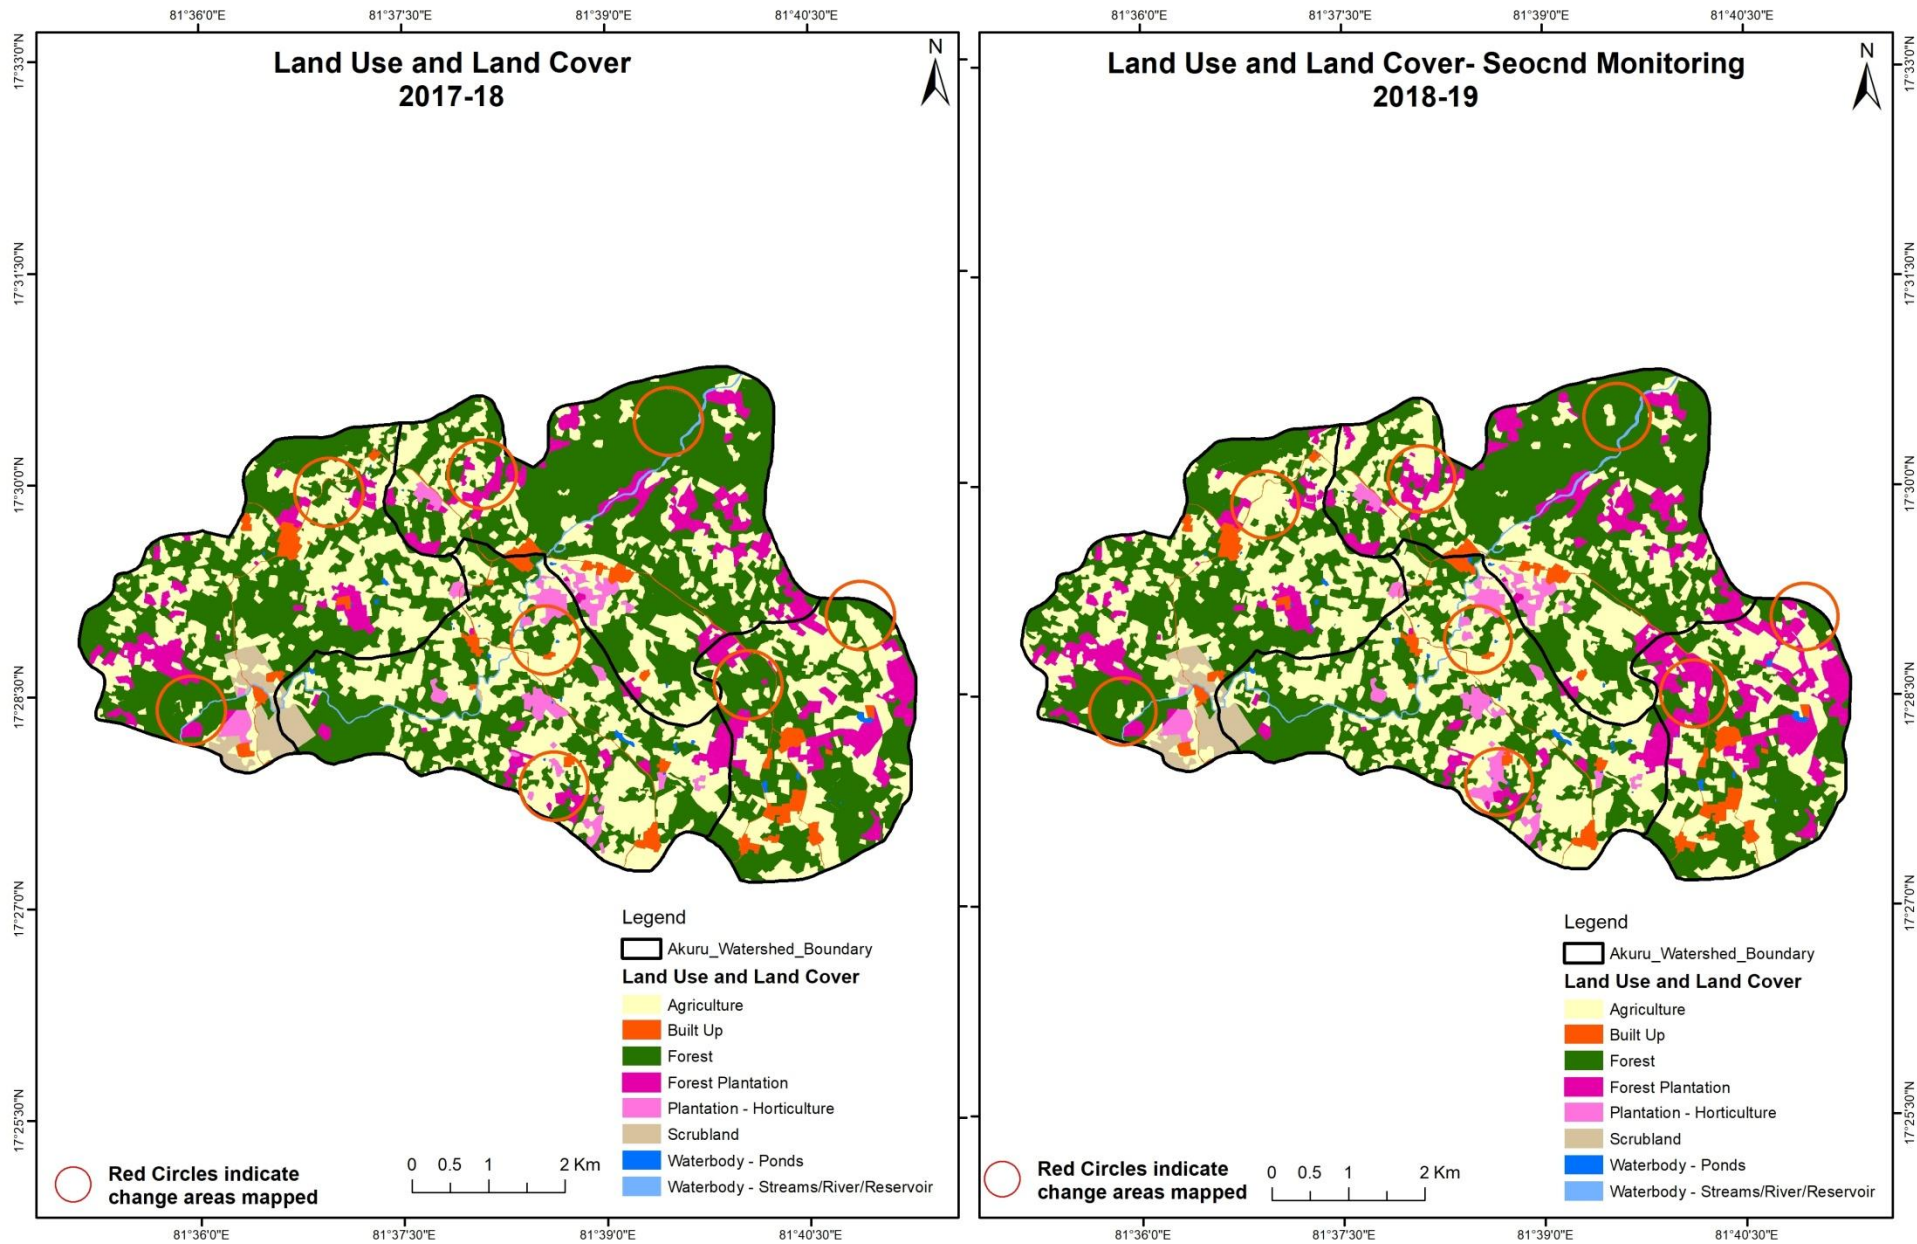 81°36'0"E
81°37'30"E
81°39'0"E
81°40'30"E
Land Use and Land Cover
2017-18
N
17°33'0"N
17°31'30"N
17°30'0"N
17°28'30"N
17°27'0"N
17°25'30"N
Legend
Akuru_Watershed_Boundary
Land Use and Land Cover
Agriculture
Built Up
Forest
Forest Plantation
Plantation - Horticulture
Scrubland
Waterbody - Ponds
Waterbody - Streams/River/Reservoir
Red Circles indicate
change areas mapped
0 0.5 1 2 Km
81°36'0"E
81°37'30"E
81°39'0"E
81°40'30"E
81°36'0"E
81°37'30"E
81°39'0"E
81°40'30"E
Land Use and Land Cover- Seocnd Monitoring
2018-19
N
17°33'0"N
17°31'30"N
17°30'0"N
17°28'30"N
17°27'0"N
17°25'30"N
Legend
Akuru_Watershed_Boundary
Land Use and Land Cover
Agriculture
Built Up
Forest
Forest Plantation
Plantation - Horticulture
Scrubland
Waterbody - Ponds
Waterbody - Streams/River/Reservoir
Red Circles indicate
change areas mapped
0 0.5 1 2 Km
81°36'0"E
81°37'30"E
81°39'0"E
81°40'30"E